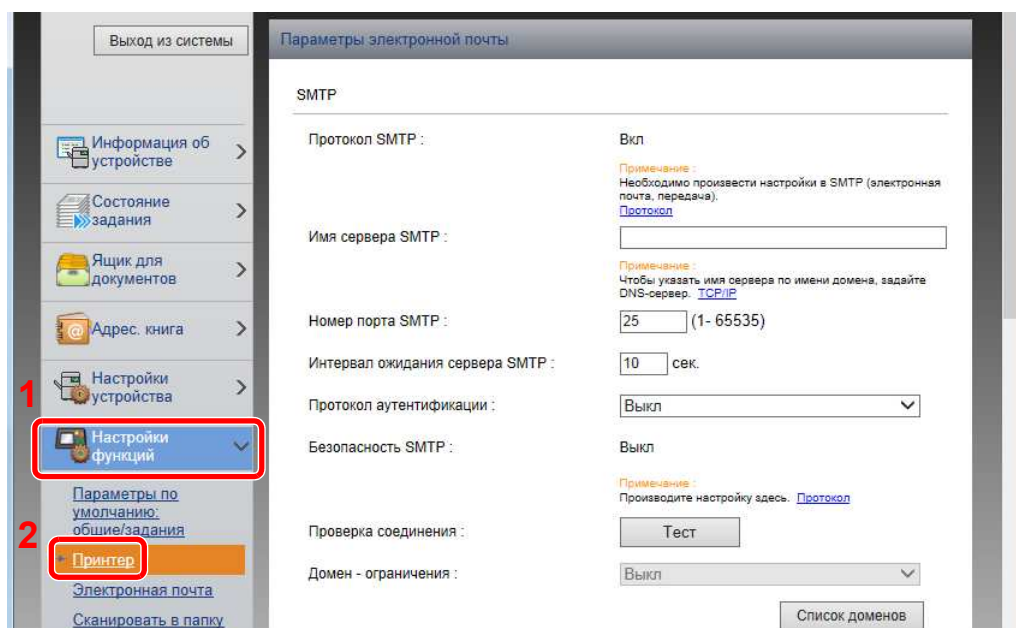 Выход из системы
Информация об
устройстве
Состояние
задания
Ящик для
документов
Адрес. книга
1
Настройки
устройства
Настройки
функций
Параметры по
умолчанию:
общие/задания
2
Принтер
Электронная почта
Сканировать в папку
Параметры электронной почты
SMTP
Протокол SMTP :
Вкл
Примечание :
Необходимо произвести настройки в SMTP (электронная
почта, передача).
Протокол
Имя сервера SMTP :
Примечание :
Чтобы указать имя сервера по имени домена, задайте
DNS-сервер. TCP/IP
Номер порта SMTP : 25 (1- 65535)
Интервал ожидания сервера SMTP : 10 сек.
Протокол аутентификации : Выкл
Безопасность SMTP : Выкл
Примечание :
Производите настройку здесь. Протокол
Проверка соединения : Тест
Домен - ограничения : Выкл
Список доменов